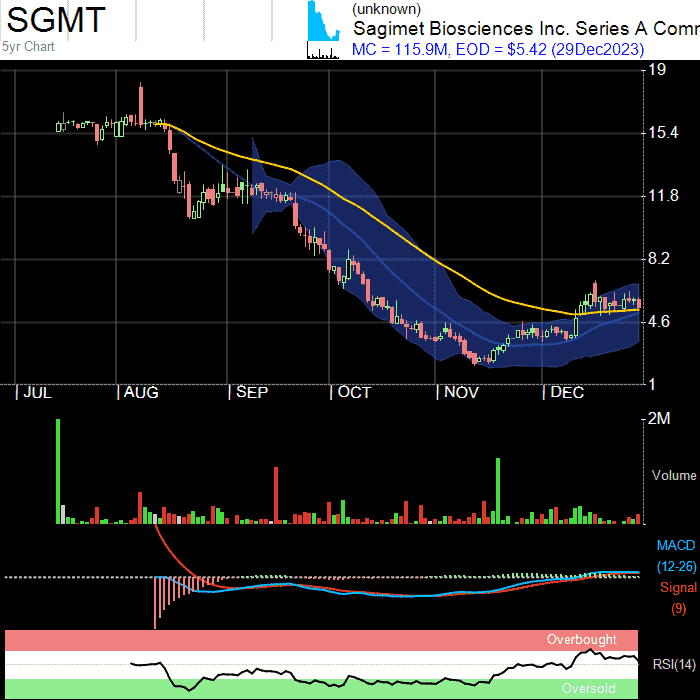 SGMT
5yr Chart
(unknown)
Sagimet Biosciences Inc. Series A Comm
MC = 115.9M, EOD = $5.42 (29Dec2023)
19
15.4
11.8
8.2
4.6
1
JUL AUG SEP OCT NOV DEC
2M
Volume
MACD
(12-26)
Signal
(9)
Overbought
RSI(14)
Oversold